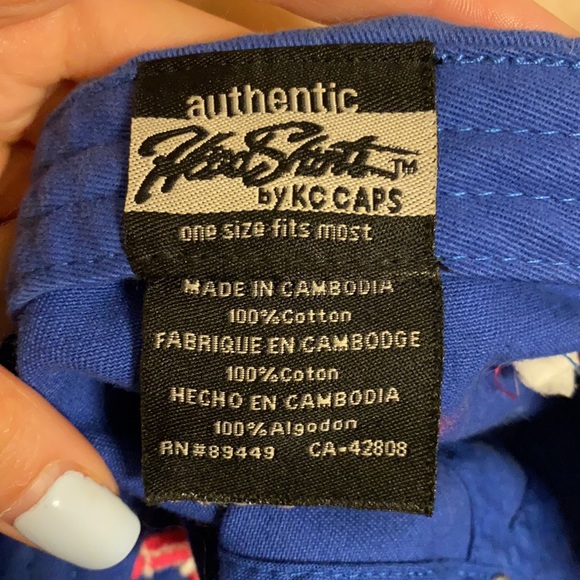 authentic
Head Shots™
by KC CAPS
one size fits most
MADE IN CAMBODIA
100%Cotton
FABRIQUE EN CAMBODGE
100%Coton
HECHO EN CAMBODIA
100%Algodon
RN#89449 CA-42808